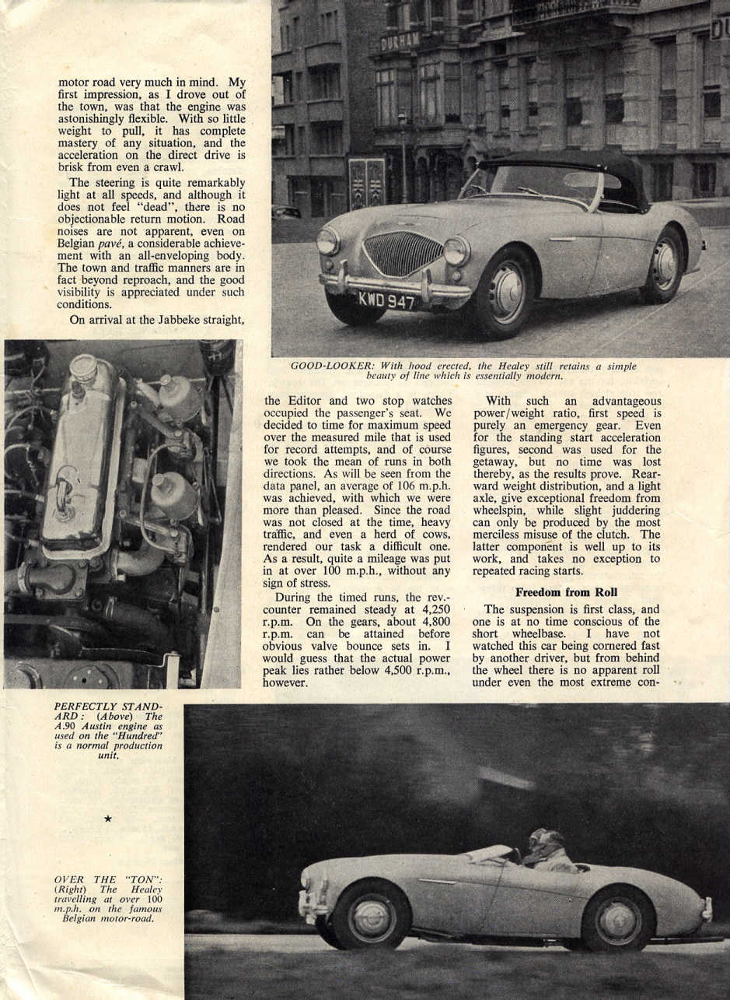 motor road very much in mind. My
first impression, as I drove out of
the town, was that the engine was
astonishingly flexible. With so little
weight to pull, it has complete
mastery of any situation, and the
acceleration on the direct drive is
brisk from even a crawl.
The steering is quite remarkably
light at all speeds, and although it
does not feel "dead", there is no
objectionable return motion. Road
noises are not apparent, even on
Belgian pavé, a considerable achieve-
ment with an all-enveloping body.
The town and traffic manners are in
fact beyond reproach, and the good
visibility is appreciated under such
conditions.
On arrival at the Jabbeke straight,
DURHAM
DU
KWD 947
GOOD-LOOKER: With hood erected, the Healey still retains a simple
beauty of line which is essentially modern.
the Editor and two stop watches
occupied the passenger's seat. We
decided to time for maximum speed
over the measured mile that is used
for record attempts, and of course
we took the mean of runs in both
directions. As will be seen from the
data panel, an average of 106 m.p.h.
was achieved, with which we were
more than pleased. Since the road
was not closed at the time, heavy
traffic, and even a herd of cows,
rendered our task a difficult one.
As a result, quite a mileage was put
in at over 100 m.p.h., without any
sign of stress.
During the timed runs, the rev.-
counter remained steady at 4,250
r.p.m. On the gears, about 4,800
r.p.m. can be attained before
obvious valve bounce sets in. I
would guess that the actual power
peak lies rather below 4,500 r.p.m.,
however.
With such an advantageous
power/weight ratio, first speed is
purely an emergency gear. Even
for the standing start acceleration
figures, second was used for the
getaway, but no time was lost
thereby, as the results prove. Rear-
ward weight distribution, and a light
axle, give exceptional freedom from
wheelspin, while slight juddering
can only be produced by the most
merciless misuse of the clutch. The
latter component is well up to its
work, and takes no exception to
repeated racing starts.
Freedom from Roll
The suspension is first class, and
one is at no time conscious of the
short wheelbase. I have not
watched this car being cornered fast
by another driver, but from behind
the wheel there is no apparent roll
under even the most extreme con-
PERFECTLY STAND-
ARD: (Above) The
A.90 Austin engine as
used on the "Hundred"
is a normal production
unit.
★
OVER THE "TON":
(Right) The Healey
travelling at over 100
m.p.h. on the famous
Belgian motor-road.